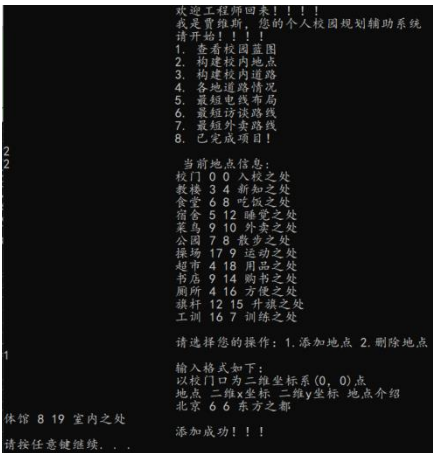 欢迎工程师回来！！！！
我是贾维斯，您的个人校园规划辅助系统
请开始！！！！
1. 查看校园蓝图
2. 构建校内地点
3. 构建校内道路
4. 各地道路情况
5. 最短电线布局
6. 最短访谈路线
7. 最短外卖路线
8. 已完成项目！
2
2
当前地点信息：
校门 0 0 入校之处
教楼 3 4 新知之处
食堂 6 8 吃饭之处
宿舍 5 12 睡觉之处
菜鸟 9 10 外卖之处
公园 7 8 散步之处
操场 17 9 运动之处
超市 4 18 用品之处
书店 9 14 购书之处
厕所 4 16 方便之处
旗杆 12 15 升旗之处
工训 16 7 训练之处
请选择您的操作：1.添加地点 2.删除地点
1
输入格式如下：
以校门口为二维坐标系(0, 0)点
地点 二维x坐标 二维y坐标 地点介绍
北京 6 6 东方之都
体馆 8 19 室内之处
添加成功！！！
请按任意键继续. . .